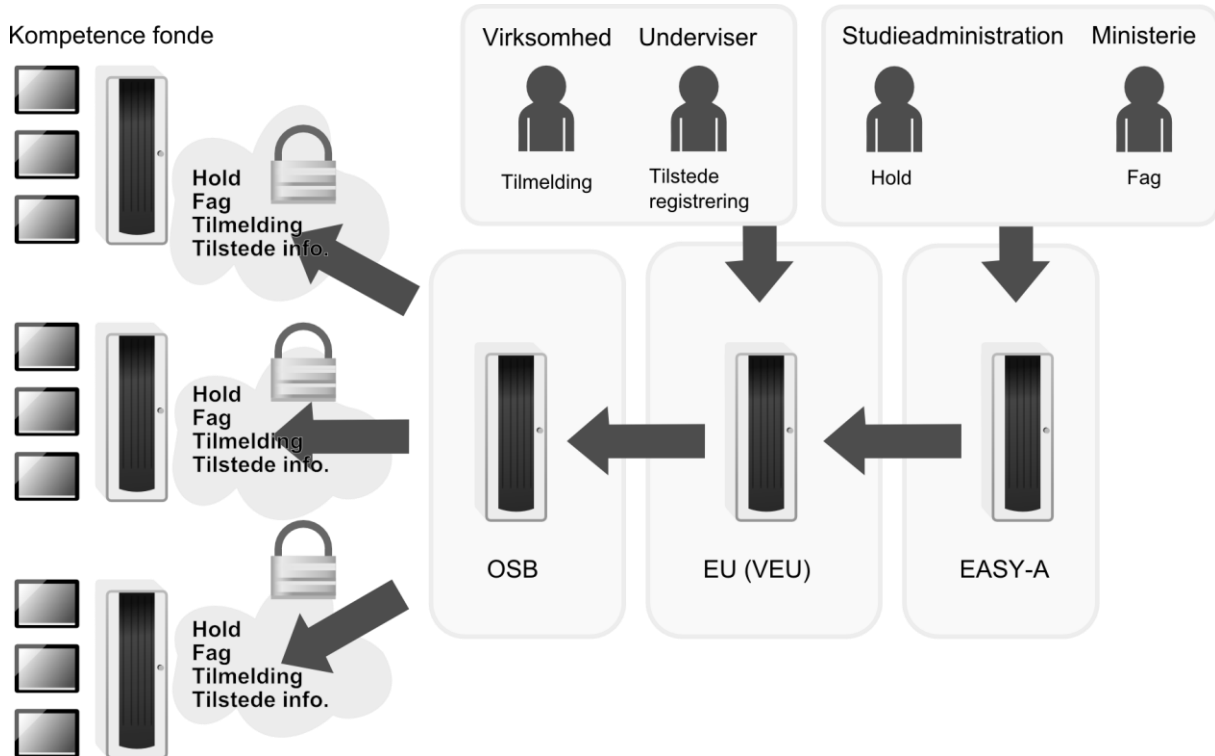 Kompetence fonde
Virksomhed
Underviser
Studieadministration
Ministerie
Tilmelding
Tilstede
registrering
Hold
Fag
Hold
Fag
Tilmelding
Tilstede info.
Hold
Fag
Tilmelding
Tilstede info.
Hold
Fag
Tilmelding
Tilstede info.
OSB
EU (VEU)
EASY-A